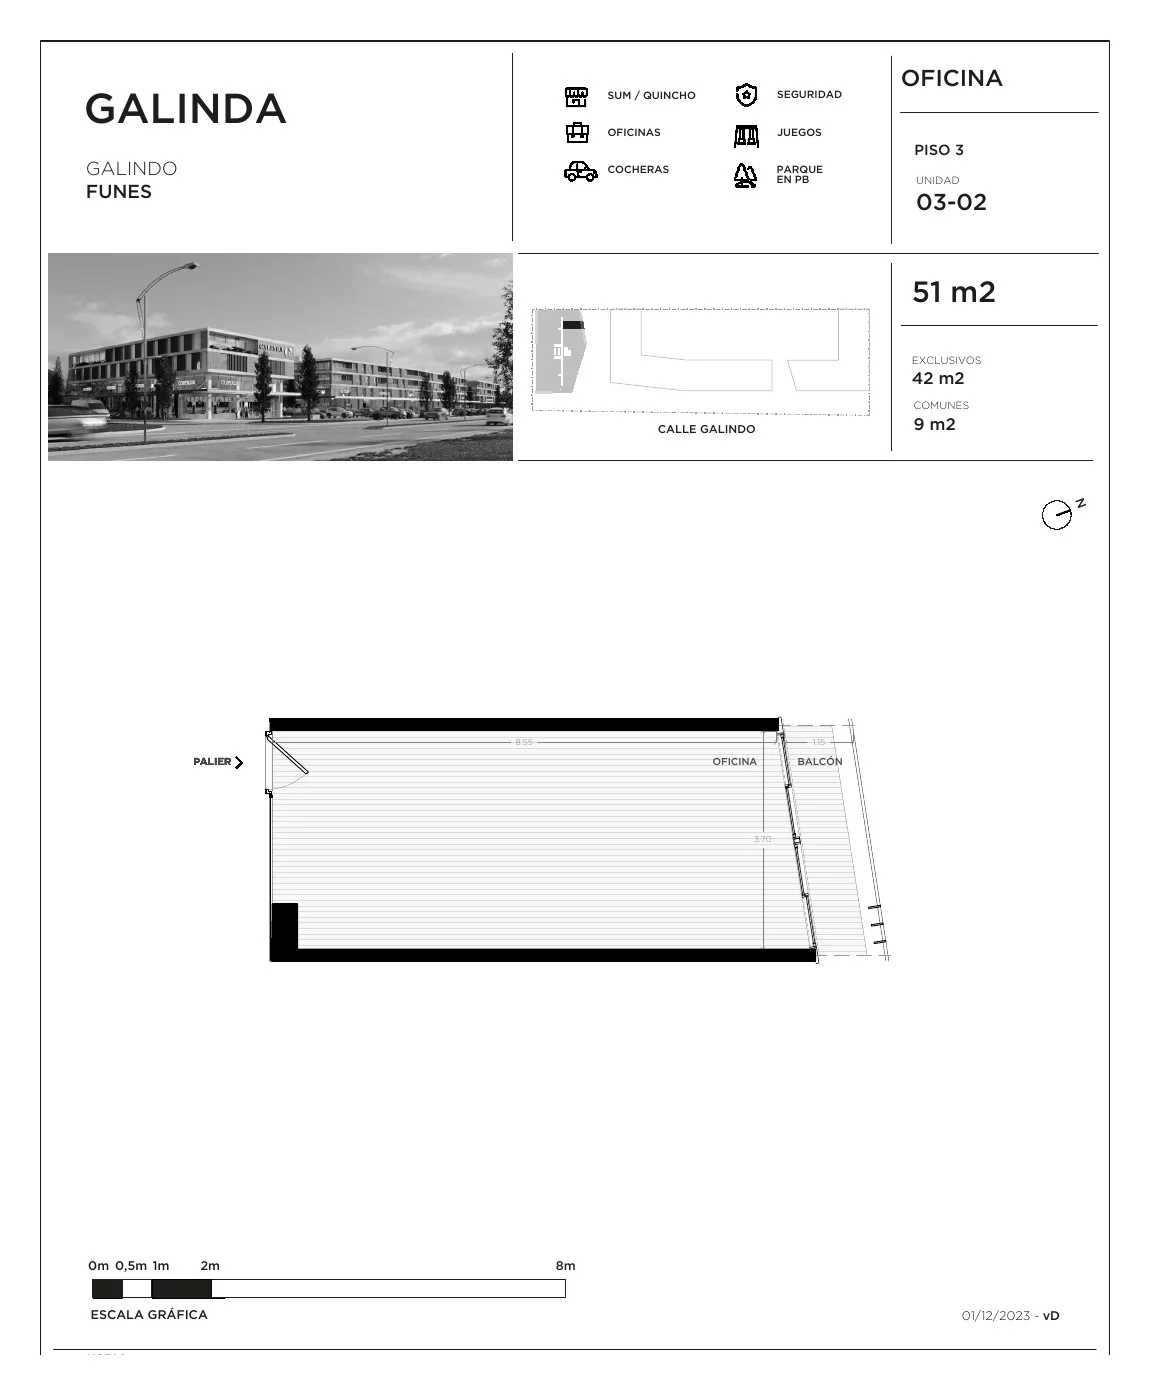 GALINDA
GALINDO
FUNES
SUM / QUINCHO
OFICINAS
COCHERAS
SEGURIDAD
JUEGOS
PARQUE
EN PB
OFICINA
PISO 3
UNIDAD
03-02
GALINDA
CALLE GALINDO
51 m2
EXCLUSIVOS
42 m2
COMUNES
9 m2
N
8.55
1.15
PALIER
OFICINA
BALCÓN
3.70
0m 0,5m 1m 2m 8m
ESCALA GRÁFICA
01/12/2023 - vD